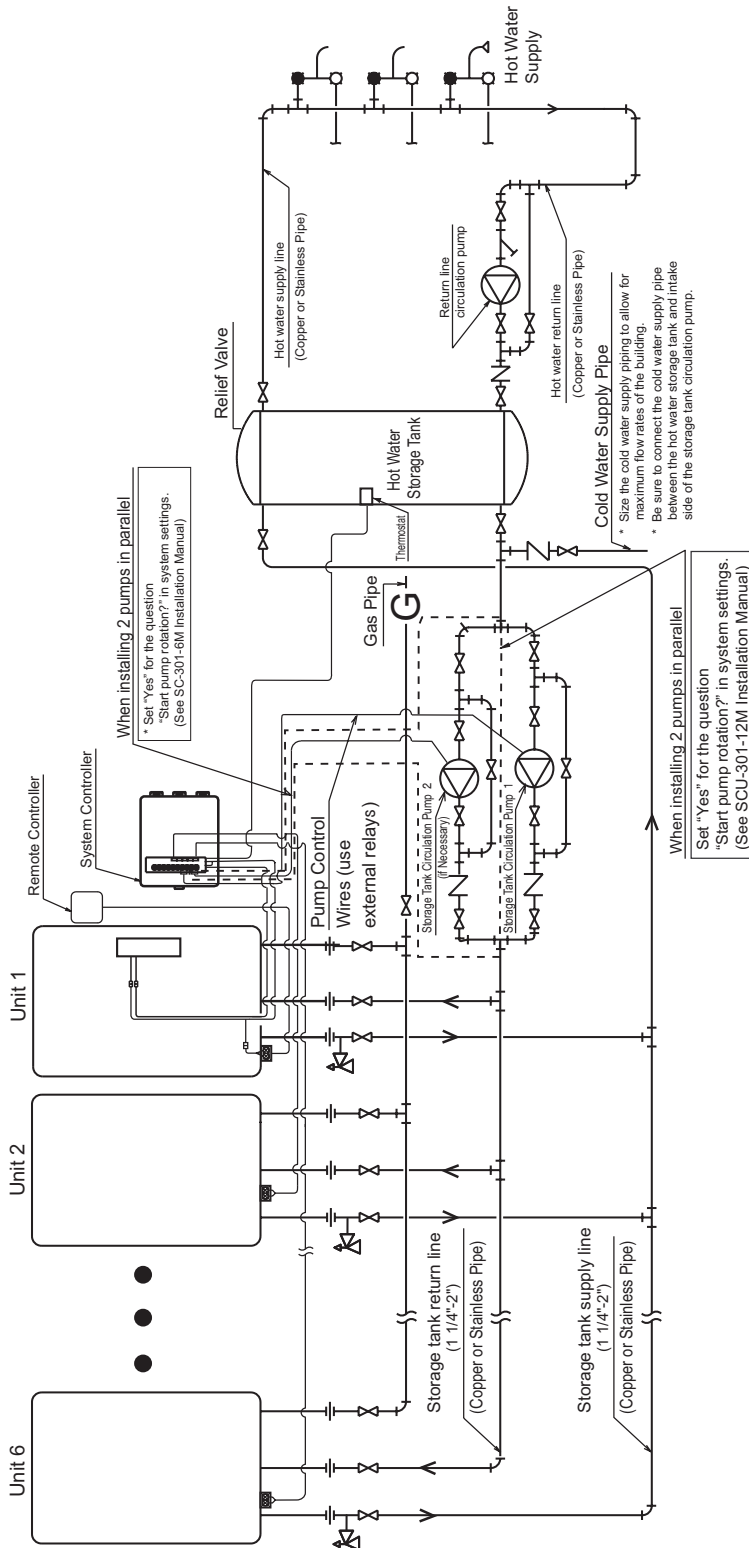 Unit 6
Unit 2
Unit 1
Remote Controller
System Controller
When installing 2 pumps in parallel
* Set “Yes” for the question
“Start pump rotation?” in system settings.
(See SC-301-6M Installation Manual)
Relief Valve
Hot water supply line
(Copper or Stainless Pipe)
Hot Water
Supply
Pump Control
Wires (use
external relays)
Gas Pipe
G
Thermostat
Hot Water
Storage Tank
Return line
circulation pump
Hot water return line
(Copper or Stainless Pipe)
Storage Tank Circulation Pump 2
(if Necessary)
Storage Tank Circulation Pump 1
Cold Water Supply Pipe
* Size the cold water supply piping to allow for
maximum flow rates of the building.
* Be sure to connect the cold water supply pipe
between the hot water storage tank and intake
side of the storage tank circulation pump.
Storage tank return line
(1 1/4"-2")
(Copper or Stainless Pipe)
Storage tank supply line
(1 1/4"-2")
(Copper or Stainless Pipe)
When installing 2 pumps in parallel
Set “Yes” for the question
“Start pump rotation?” in system settings.
(See SCU-301-12M Installation Manual)